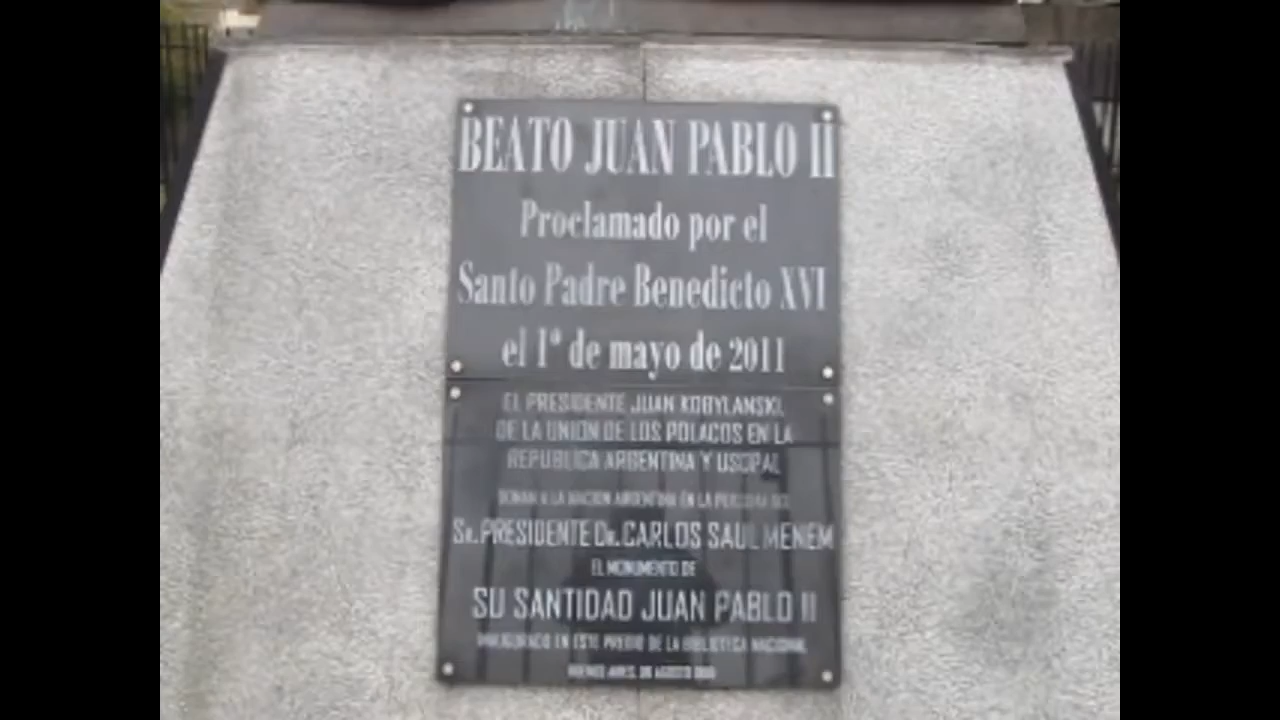 BEATO JUAN PABLO II
Proclamado por el
Santo Padre Benedicto XVI
el 1º de mayo de 2011
EL PRESIDENTE JUAN KOBYLANSKI,
DE LA UNION DE LOS POLACOS EN LA
REPUBLICA ARGENTINA Y USOPAL
DONAN A LA NACION ARGENTINA EN LA PERSONA DEL
SR. PRESIDENTE DR. CARLOS SAUL MENEM
EL MONUMENTO DE
SU SANTIDAD JUAN PABLO II
INAUGURADO EN ESTE PREDIO DE LA BIBLIOTECA NACIONAL
BUENOS AIRES, DE AGOSTO